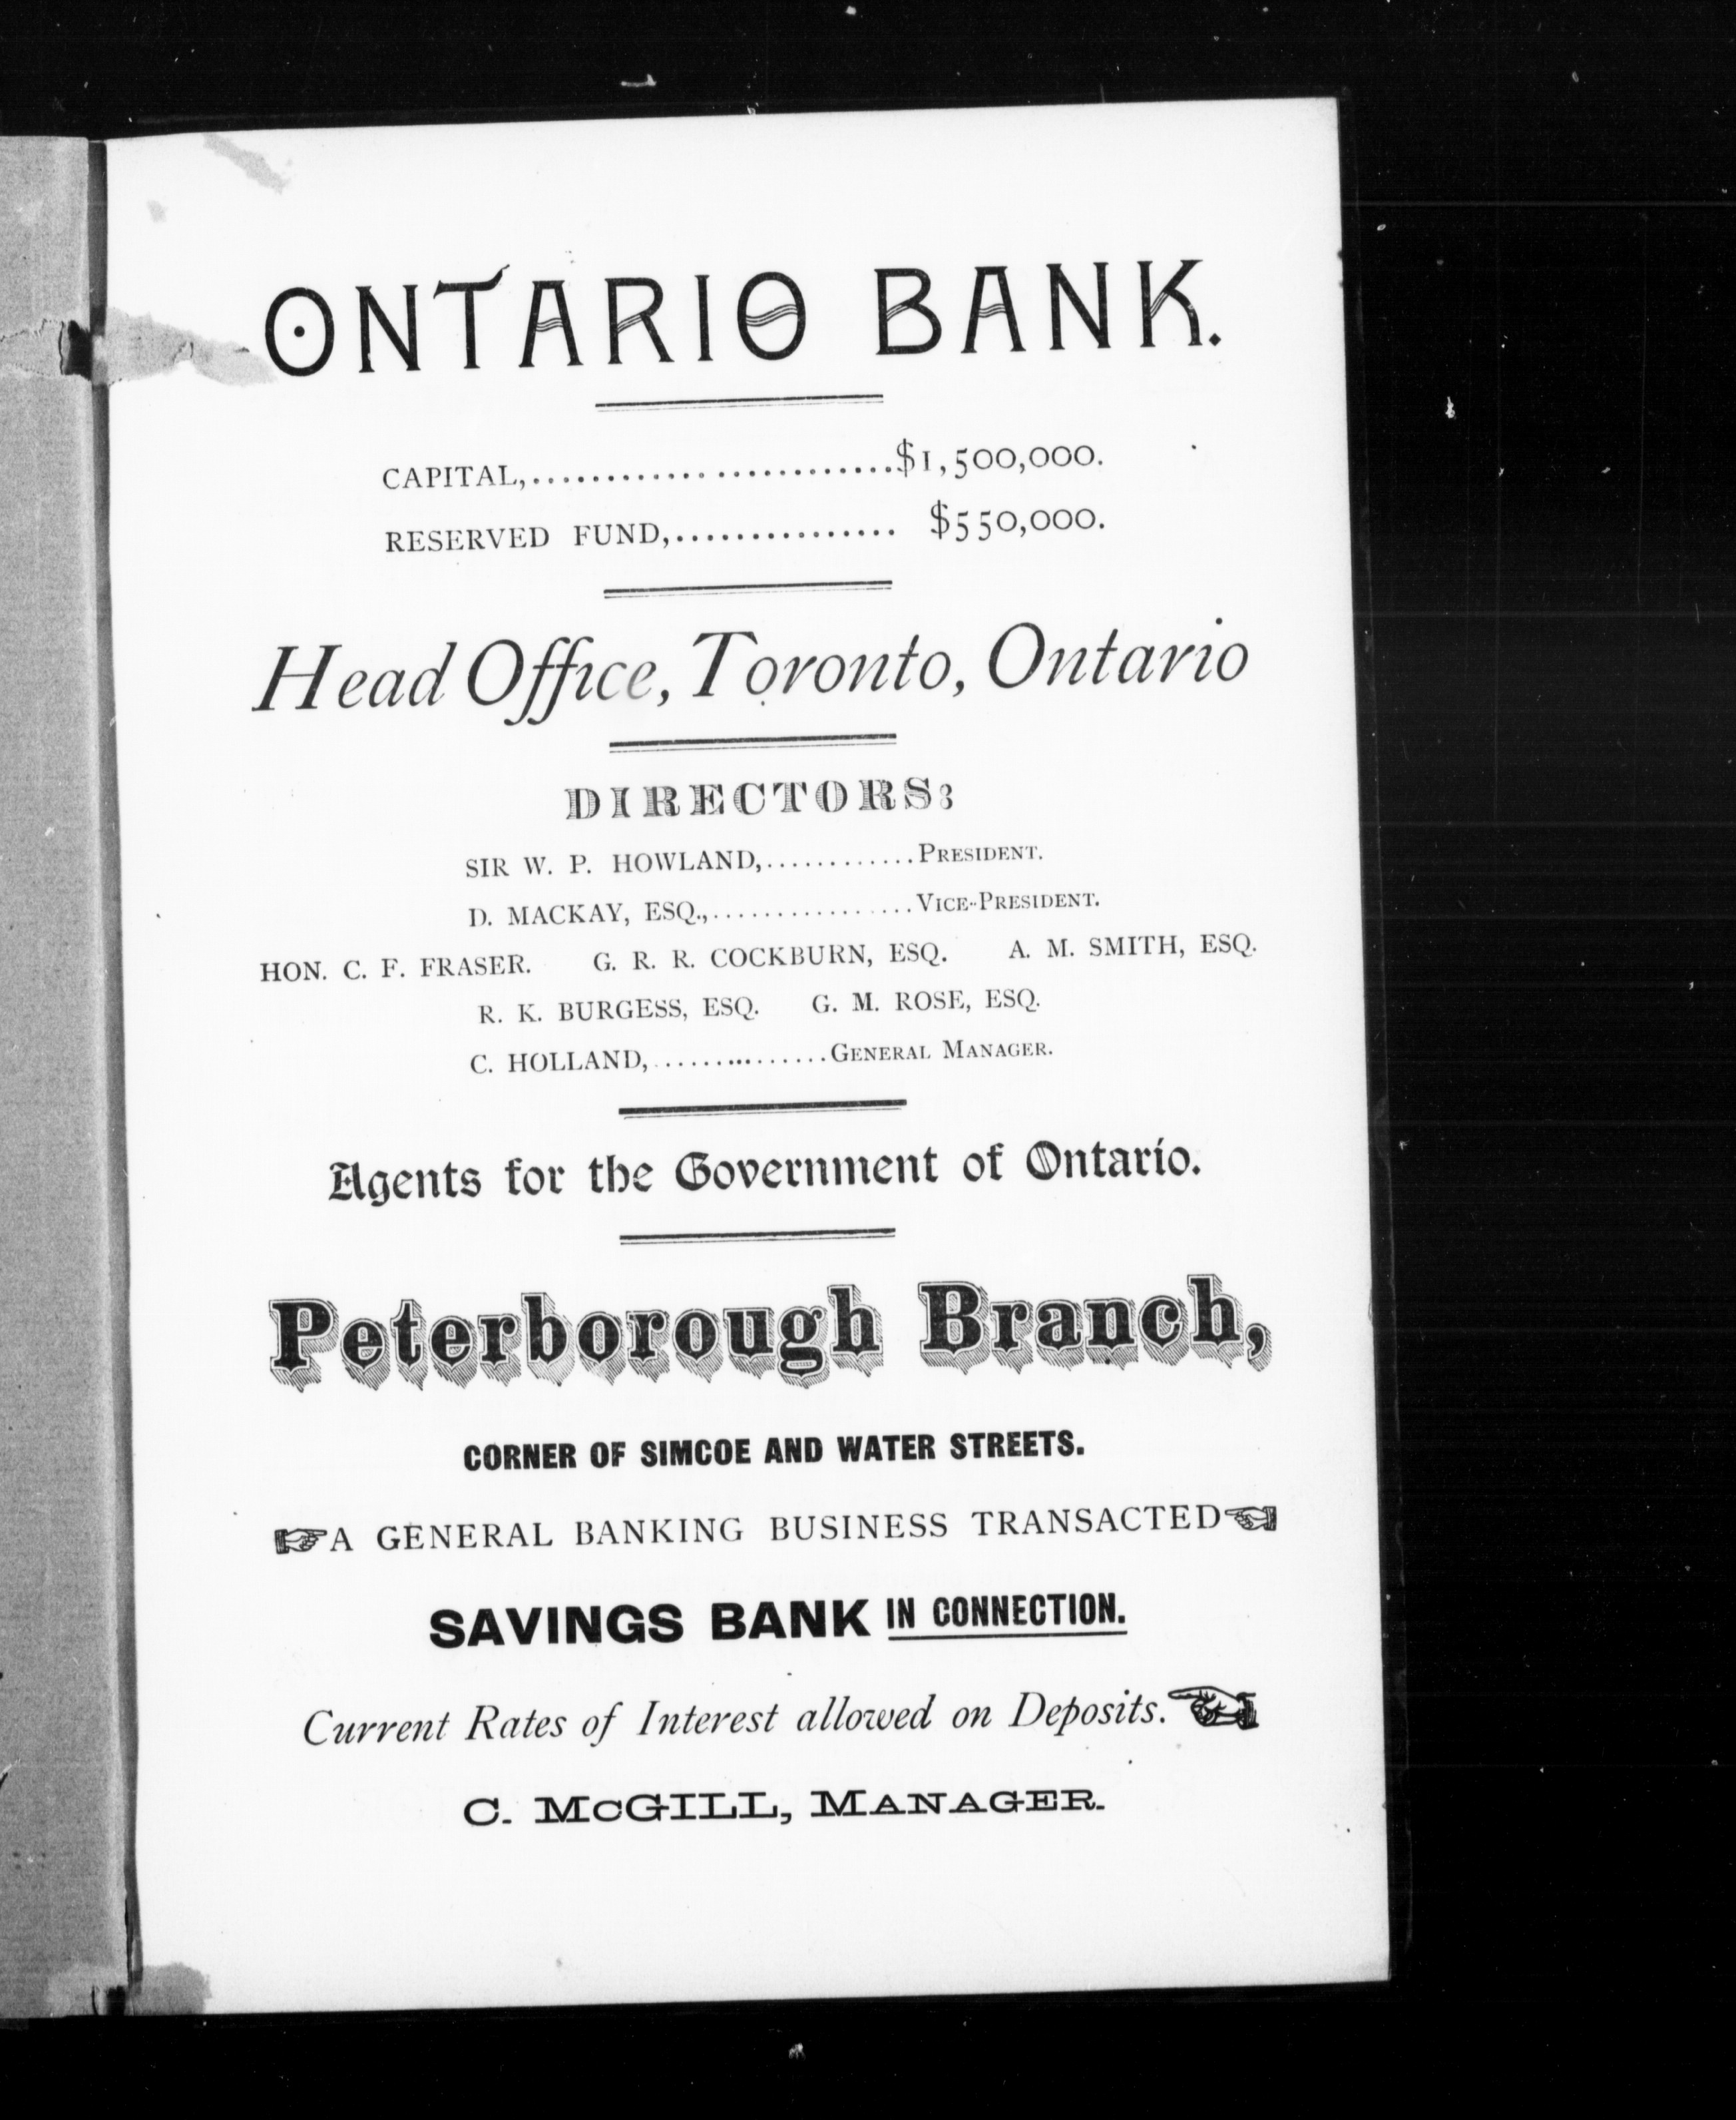 ONTARIO BANK.
CAPITAL,........................$1,500,000.
RESERVED FUND,............... $550,000.
Head Office, Toronto, Ontario
DIRECTORS:
SIR W. P. HOWLAND,............PRESIDENT.
D. MACKAY, ESQ.,................VICE-PRESIDENT.
HON. C. F. FRASER. G. R. R. COCKBURN, ESQ. A. M. SMITH, ESQ.
R. K. BURGESS, ESQ. G. M. ROSE, ESQ.
C. HOLLAND,..............GENERAL MANAGER.
Agents for the Government of Ontario.
Peterborough Branch,
CORNER OF SIMCOE AND WATER STREETS.
☞A GENERAL BANKING BUSINESS TRANSACTED☜
SAVINGS BANK IN CONNECTION.
Current Rates of Interest allowed on Deposits.☜
C. McGILL, MANAGER.